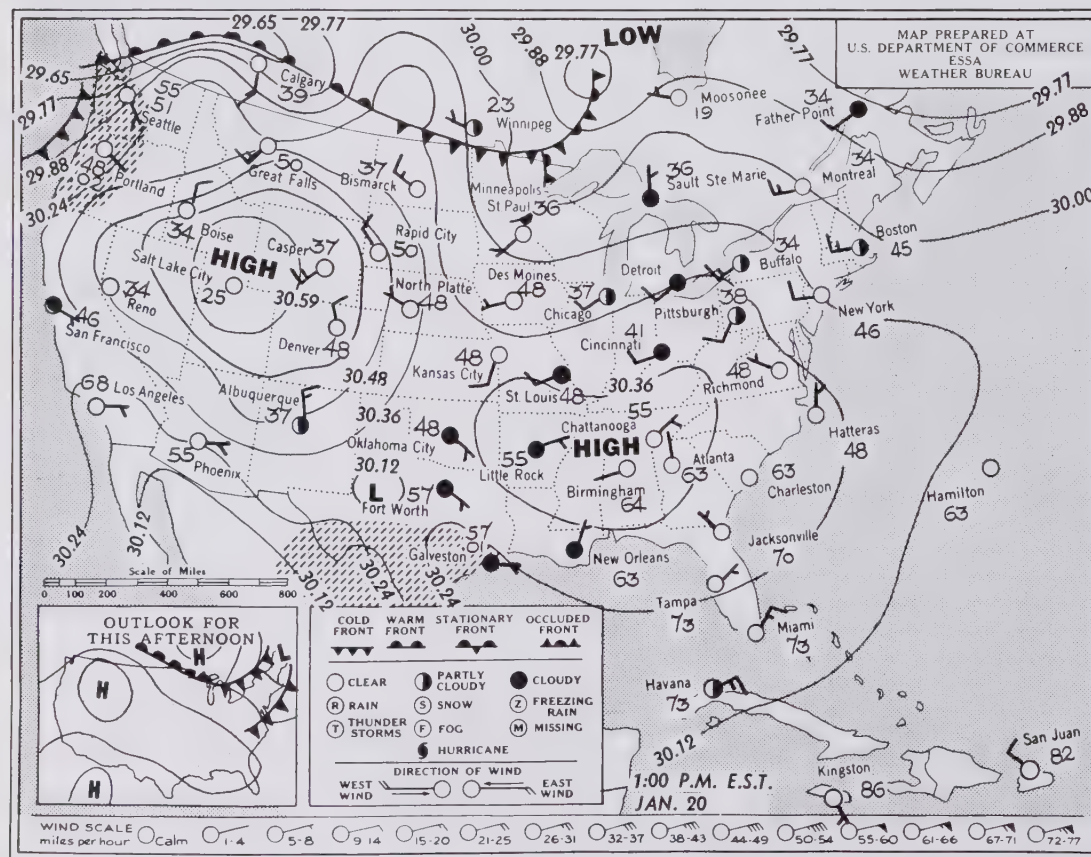 29.65
29.77
30.00
29.88
29.77
LOW
29.77
MAP PREPARED AT
U.S. DEPARTMENT OF COMMERCE
ESSA
WEATHER BUREAU
29.65
29.77
29.88
30.24
Calgary
39
55
51
Seattle
23
Winnipeg
Moosonee
19
34
Father Point
29.77
29.88
30.00
48
Portland
50
Great Falls
37
Bismarck
Minneapolis
St Paul
36
36
Sault Ste Marie
34
Montreal
34
Boise
Casper
37
Rapid City
50
34
Buffalo
Boston
45
Salt Lake City
25
HIGH
30.59
34
Reno
North Platte
48
Des Moines
48
37
Chicago
Detroit
38
Pittsburgh
New York
46
46
San Francisco
Denver
48
48
Kansas City
41
Cincinnati
48
Richmond
30.48
30.36
St. Louis
48
30.36
68
Los Angeles
Albuquerque
37
48
Oklahoma City
55
Chattanooga
Hatteras
48
55
Phoenix
30.12
L
57
Fort Worth
55
Little Rock
HIGH
Atlanta
63
Birmingham
64
63
Charleston
Hamilton
63
30.24
30.12
57
Galveston
New Orleans
63
Jacksonville
70
30.12
30.24
30.24
Tampa
73
Miami
73
Havana
73
30.12
Kingston
86
San Juan
82
1:00 P.M. E.S.T.
JAN. 20
Scale of Miles
0 100 200 400 600 800
OUTLOOK FOR
THIS AFTERNOON
H
H
H
L
COLD FRONT
WARM FRONT
STATIONARY FRONT
OCCLUDED FRONT
CLEAR
PARTLY CLOUDY
CLOUDY
R RAIN
S SNOW
Z FREEZING RAIN
T THUNDER STORMS
F FOG
M MISSING
HURRICANE
DIRECTION OF WIND
WEST WIND
EAST WIND
WIND SCALE
miles per hour
Calm 1-4 5-8 9-14 15-20 21-25 26-31 32-37 38-43 44-49 50-54 55-60 61-66 67-71 72-77